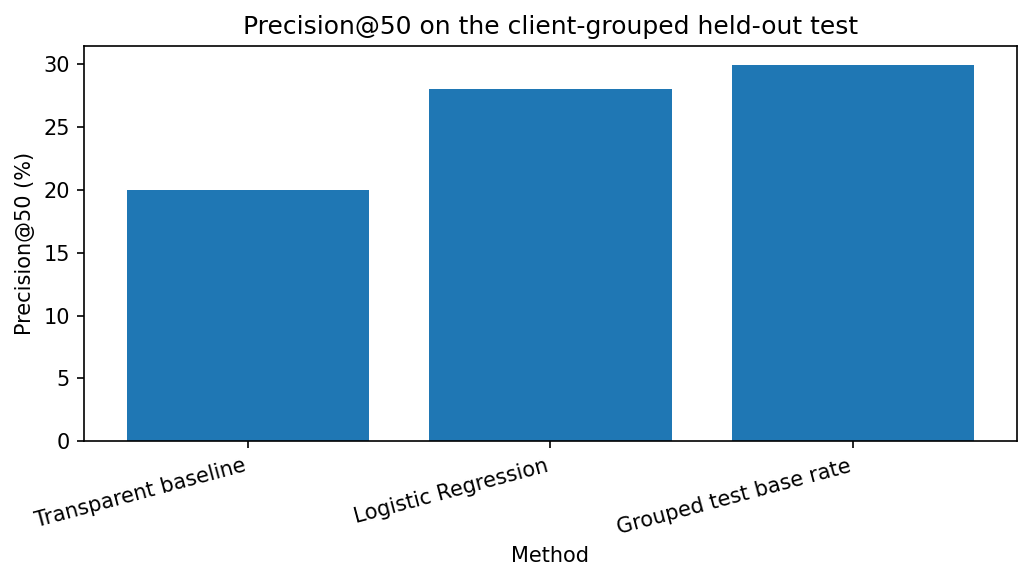 Precision@50 on the client-grouped held-out test
Precision@50 (%)
30
25
20
15
10
5
0
Transparent baseline
Logistic Regression
Grouped test base rate
Method